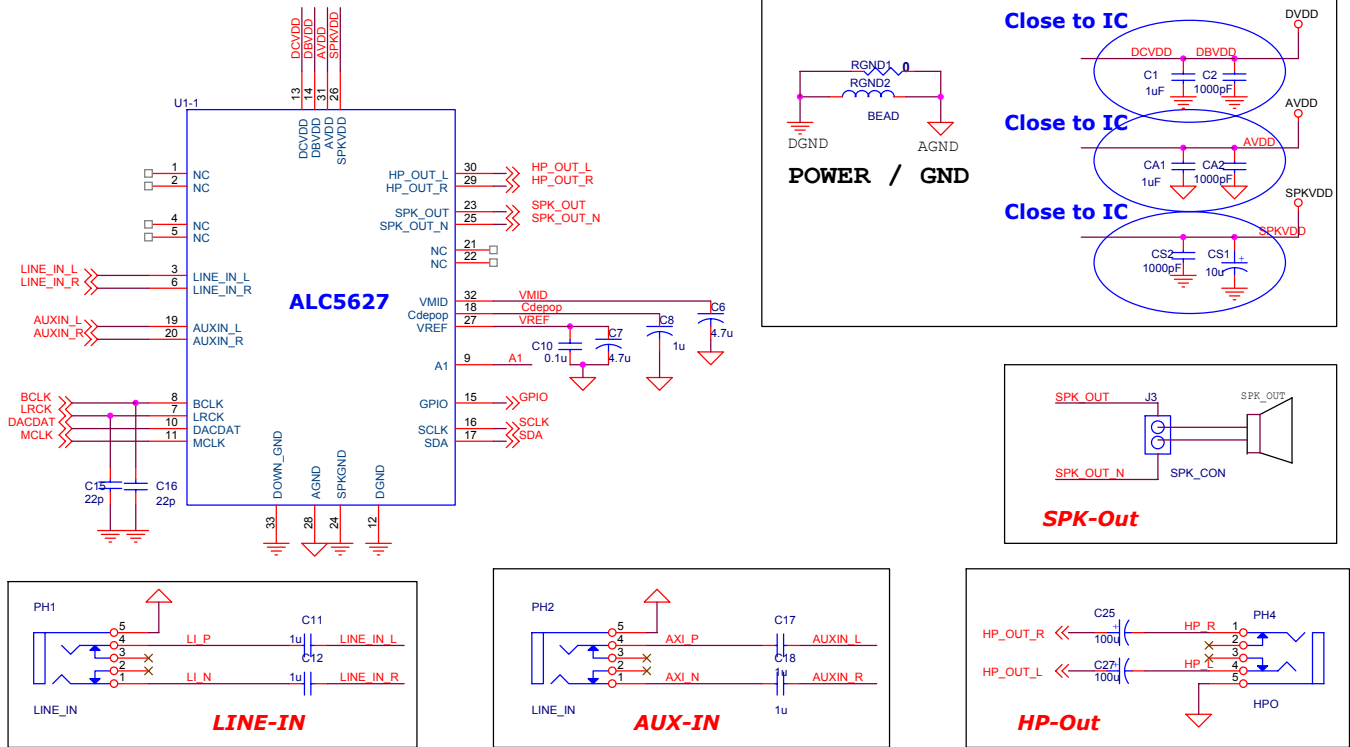 DCVDD
DBVDD
AVDD
SPKVDD
13
14
31
26
U1-1
DCVDD
DBVDD
AVDD
SPKVDD
1 NC
2 NC
4 NC
5 NC
LINE_IN_L 3 LINE_IN_L
LINE_IN_R 6 LINE_IN_R
AUXIN_L 19 AUXIN_L
AUXIN_R 20 AUXIN_R
BCLK 8 BCLK
LRCK 7 LRCK
DACDAT 10 DACDAT
MCLK 11 MCLK
ALC5627
HP_OUT_L 30 HP_OUT_L
HP_OUT_R 29 HP_OUT_R
SPK_OUT 23 SPK_OUT
SPK_OUT_N 25 SPK_OUT_N
NC 21
NC 22
VMID 32 VMID
Cdepop 18 Cdepop
VREF 27 VREF
C6
4.7u
C8
1u
C7
4.7u
C10
0.1u
A1 9 A1
GPIO 15 GPIO
SCLK 16 SCLK
SDA 17 SDA
DOWN_GND
AGND
SPKGND
DGND
33
28
24
12
C15
22p
C16
22p
RGND1 0
RGND2
BEAD
DGND
AGND
POWER / GND
Close to IC
DVDD
DCVDD DBVDD
C1
1uF
C2
1000pF
Close to IC
AVDD
AVDD
CA1
1uF
CA2
1000pF
Close to IC
SPKVDD
SPKVDD
CS2
1000pF
CS1
+
10u
SPK_OUT
J3
SPK_OUT
SPK_OUT_N
SPK_CON
SPK-Out
PH1
5
4
3
2
1
LI_P
C11
1u
LINE_IN_L
C12
LI_N
1u
LINE_IN_R
LINE_IN
LINE-IN
PH2
5
4
3
2
1
AXI_P
C17
AUXIN_L
C18
1u
AXI_N
AUXIN_R
1u
LINE_IN
AUX-IN
C25
+
100u
HP_OUT_R
HP_R
C27
+
100u
HP_OUT_L
HP_L
1
2
3
4
5
PH4
HPO
HP-Out